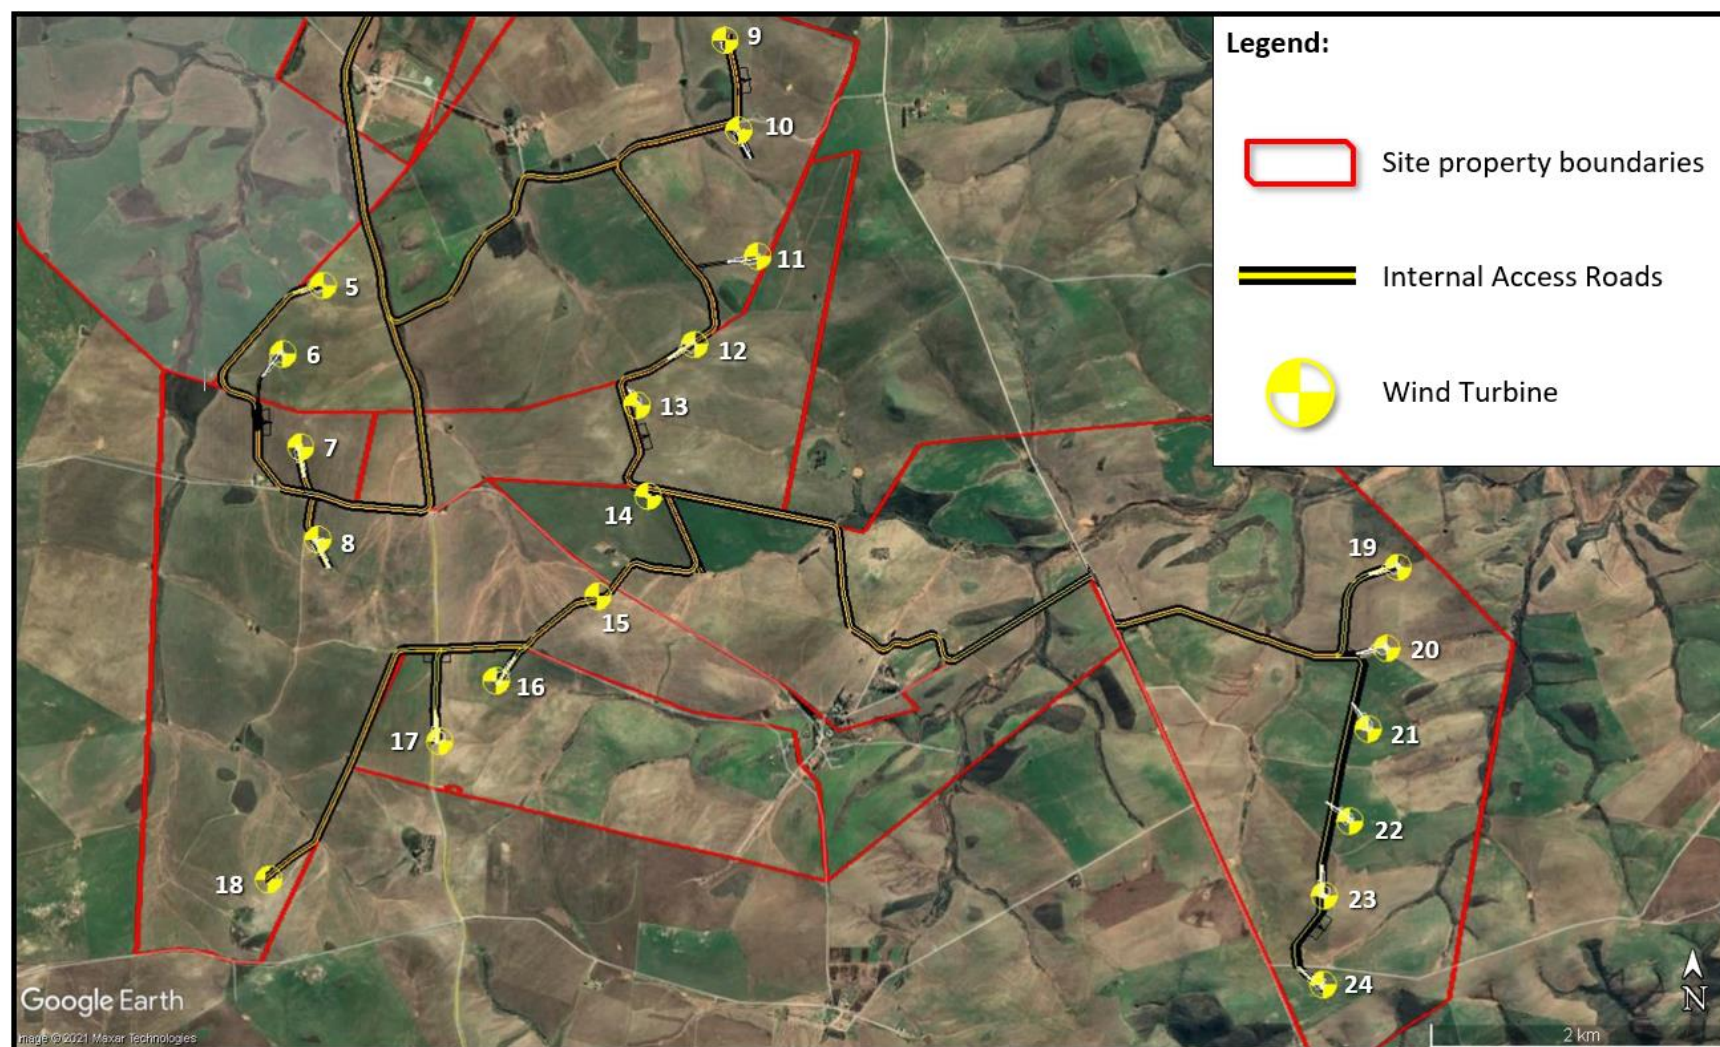 Legend:
Site property boundaries
Internal Access Roads
Wind Turbine
9
10
11
5
12
6
13
7
14
8
19
15
20
16
21
17
22
18
23
24
Google Earth
N
Image © 2021 Maxar Technologies
2 km